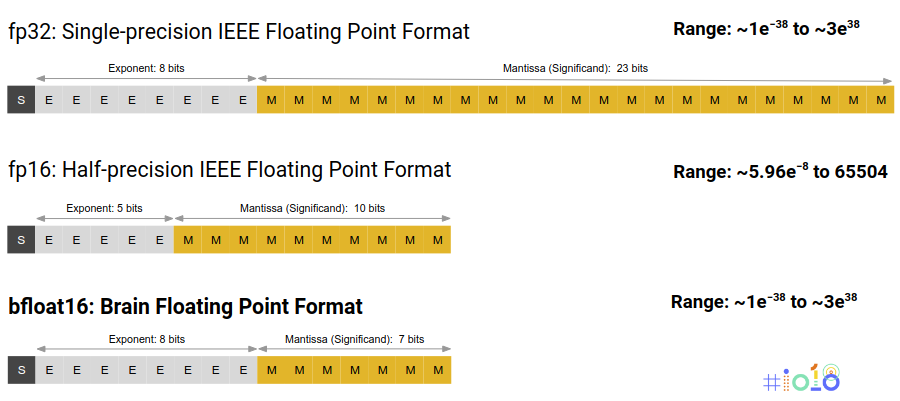 fp32: Single-precision IEEE Floating Point Format
Range: ~1e⁻³⁸ to ~3e³⁸
Exponent: 8 bits
Mantissa (Significand): 23 bits
S E E E E E E E E M M M M M M M M M M M M M M M M M M M M M M M
fp16: Half-precision IEEE Floating Point Format
Range: ~5.96e⁻⁸ to 65504
Exponent: 5 bits
Mantissa (Significand): 10 bits
S E E E E E M M M M M M M M M M
bfloat16: Brain Floating Point Format
Range: ~1e⁻³⁸ to ~3e³⁸
Exponent: 8 bits
Mantissa (Significand): 7 bits
S E E E E E E E E M M M M M M M
#io18